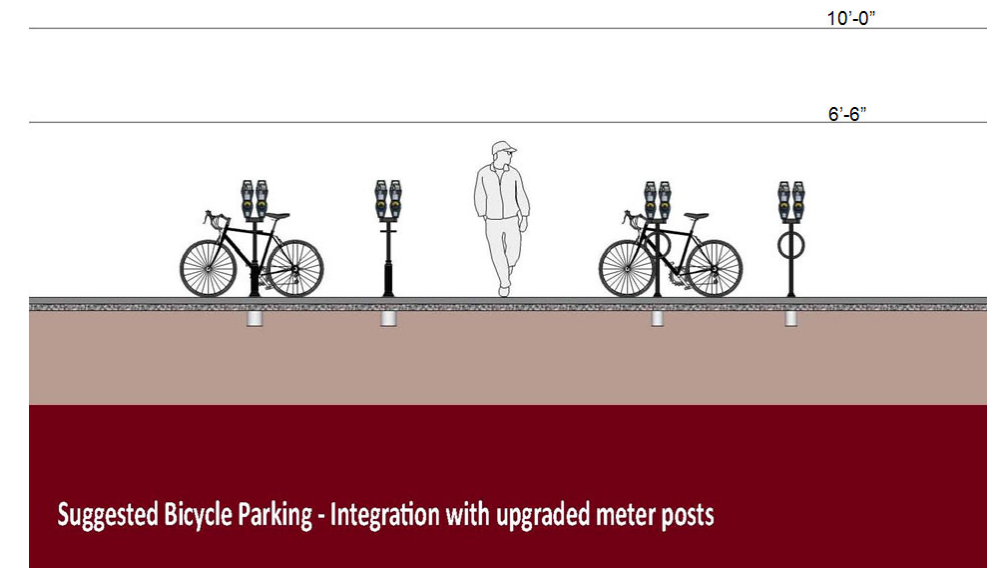 10’-0”
6’-6”
Suggested Bicycle Parking - Integration with upgraded meter posts